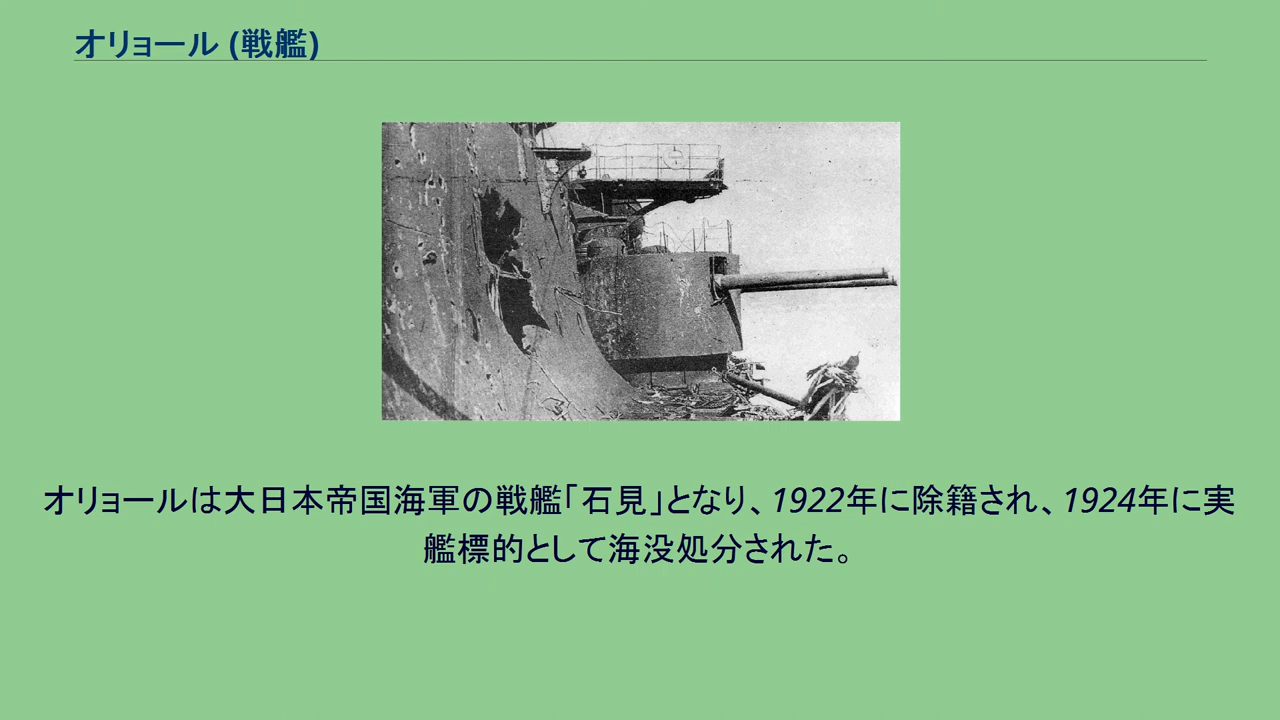 オリョール (戦艦)
オリョールは大日本帝国海軍の戦艦「石見」となり、1922年に除籍され、1924年に実
艦標的として海没処分された。